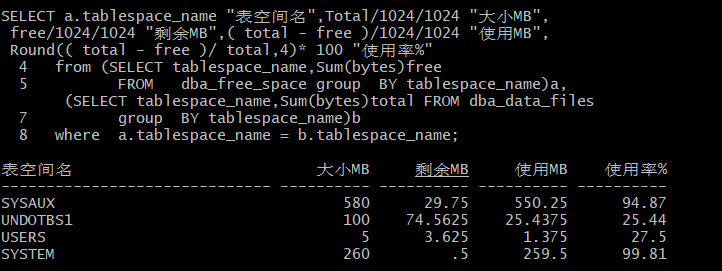 SELECT a.tablespace_name "表空间名",Total/1024/1024 "大小MB",
free/1024/1024 "剩余MB",( total - free )/1024/1024 "使用MB",
Round(( total - free )/ total,4)* 100 "使用率%"
4 from (SELECT tablespace_name,Sum(bytes)free
5 FROM dba_free_space group BY tablespace_name)a,
(SELECT tablespace_name,Sum(bytes)total FROM dba_data_files
7 group BY tablespace_name)b
8 where a.tablespace_name = b.tablespace_name;
表空间名 大小MB 剩余MB 使用MB 使用率%
------------------------------ ---------- ---------- ---------- ----------
SYSAUX 580 29.75 550.25 94.87
UNDOTBS1 100 74.5625 25.4375 25.44
USERS 5 3.625 1.375 27.5
SYSTEM 260 .5 259.5 99.81